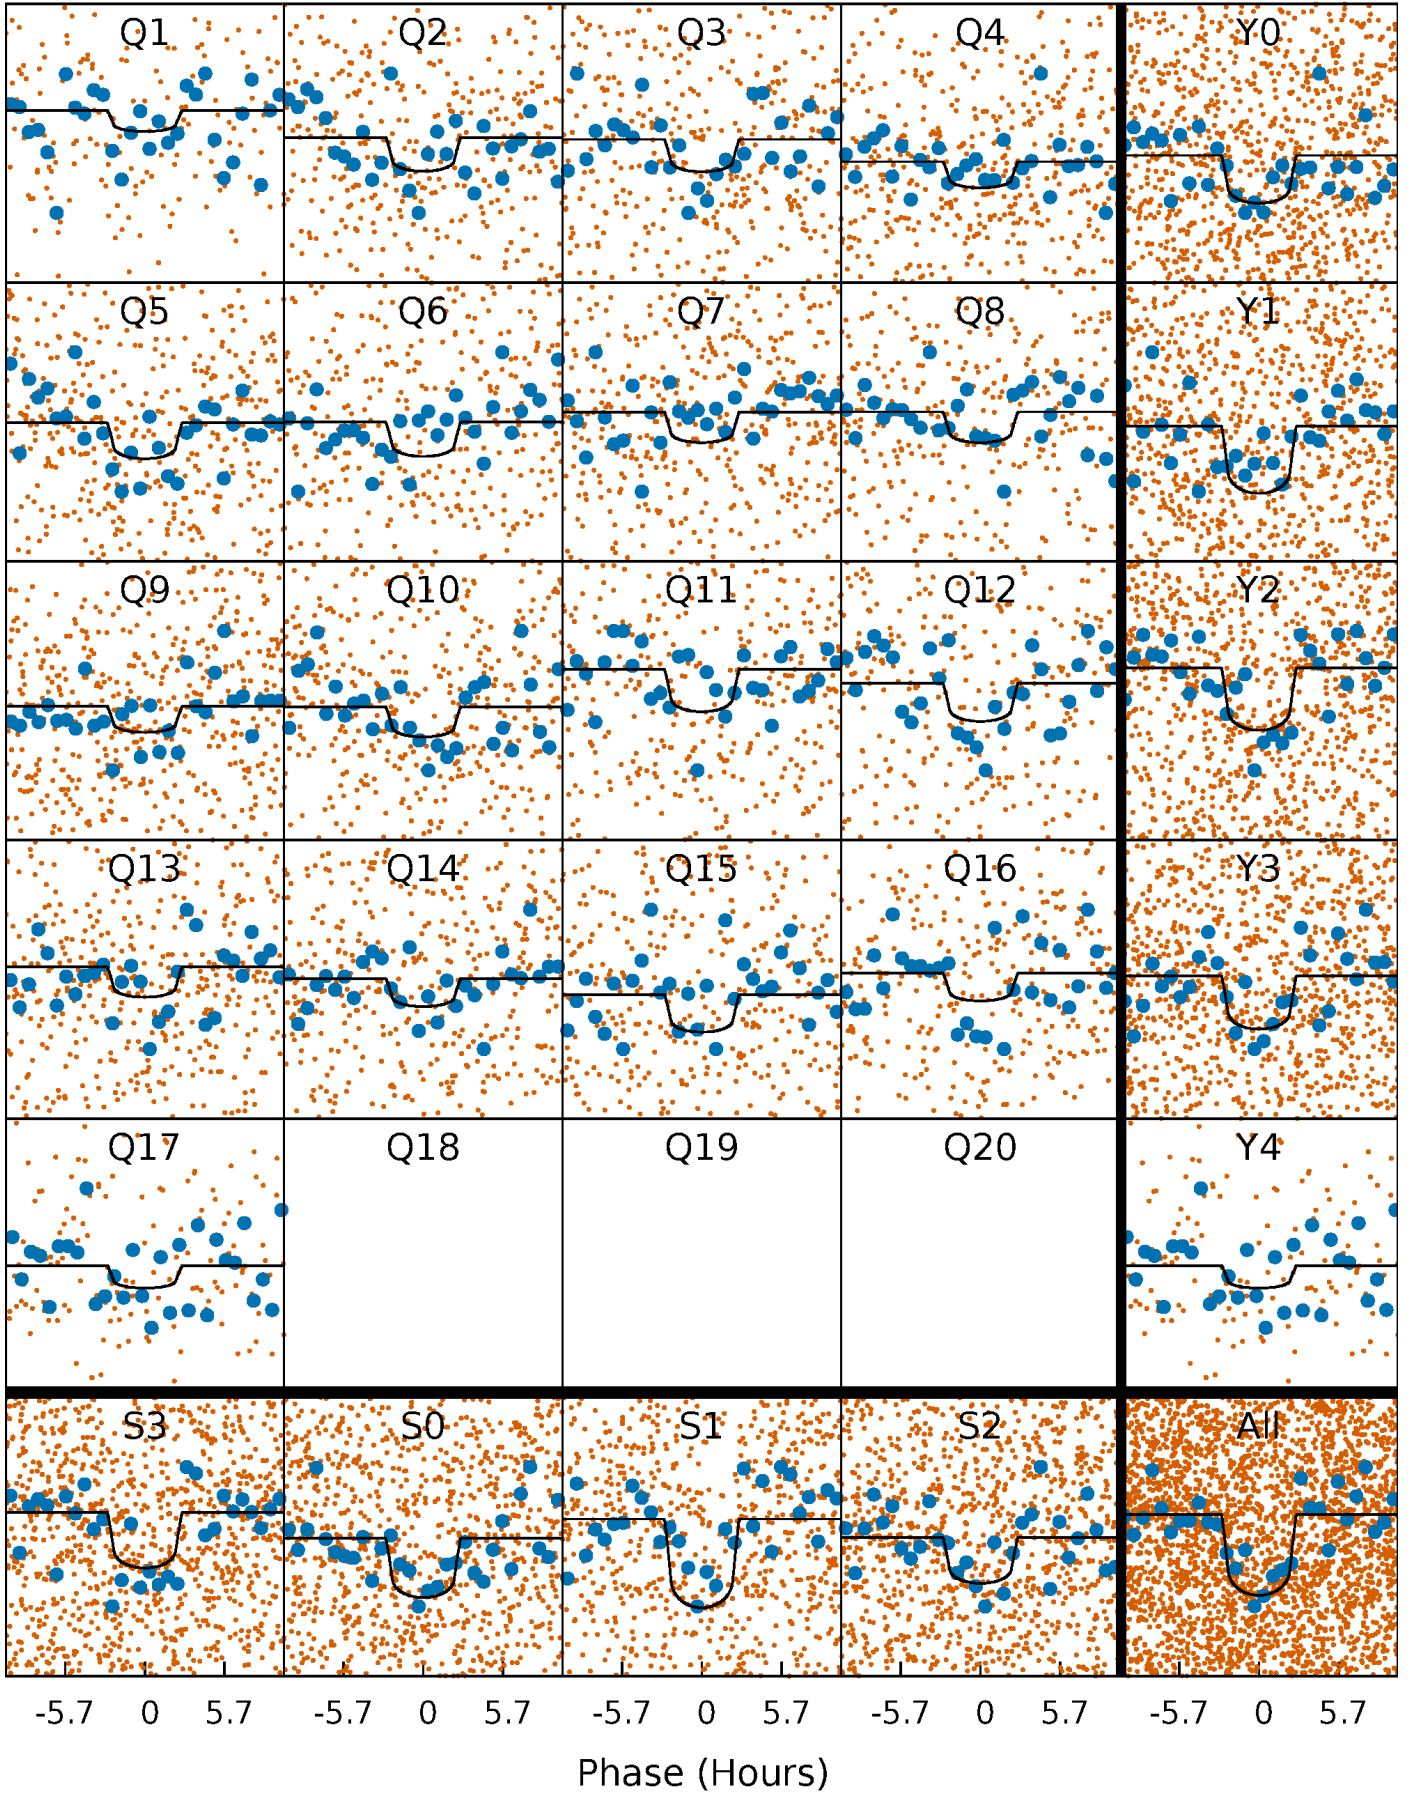 Q1 Q2 Q3 Q4 Y0
Q5 Q6 Q7 Q8 Y1
Q9 Q10 Q11 Q12 Y2
Q13 Q14 Q15 Q16 Y3
Q17 Q18 Q19 Q20 Y4
S3 S0 S1 S2 All
-5.7 0 5.7 -5.7 0 5.7 -5.7 0 5.7 -5.7 0 5.7 -5.7 0 5.7
Phase (Hours)